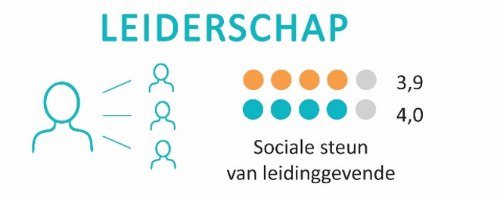 LEIDERSCHAP
3,9
4,0
Sociale steun
van leidinggevende